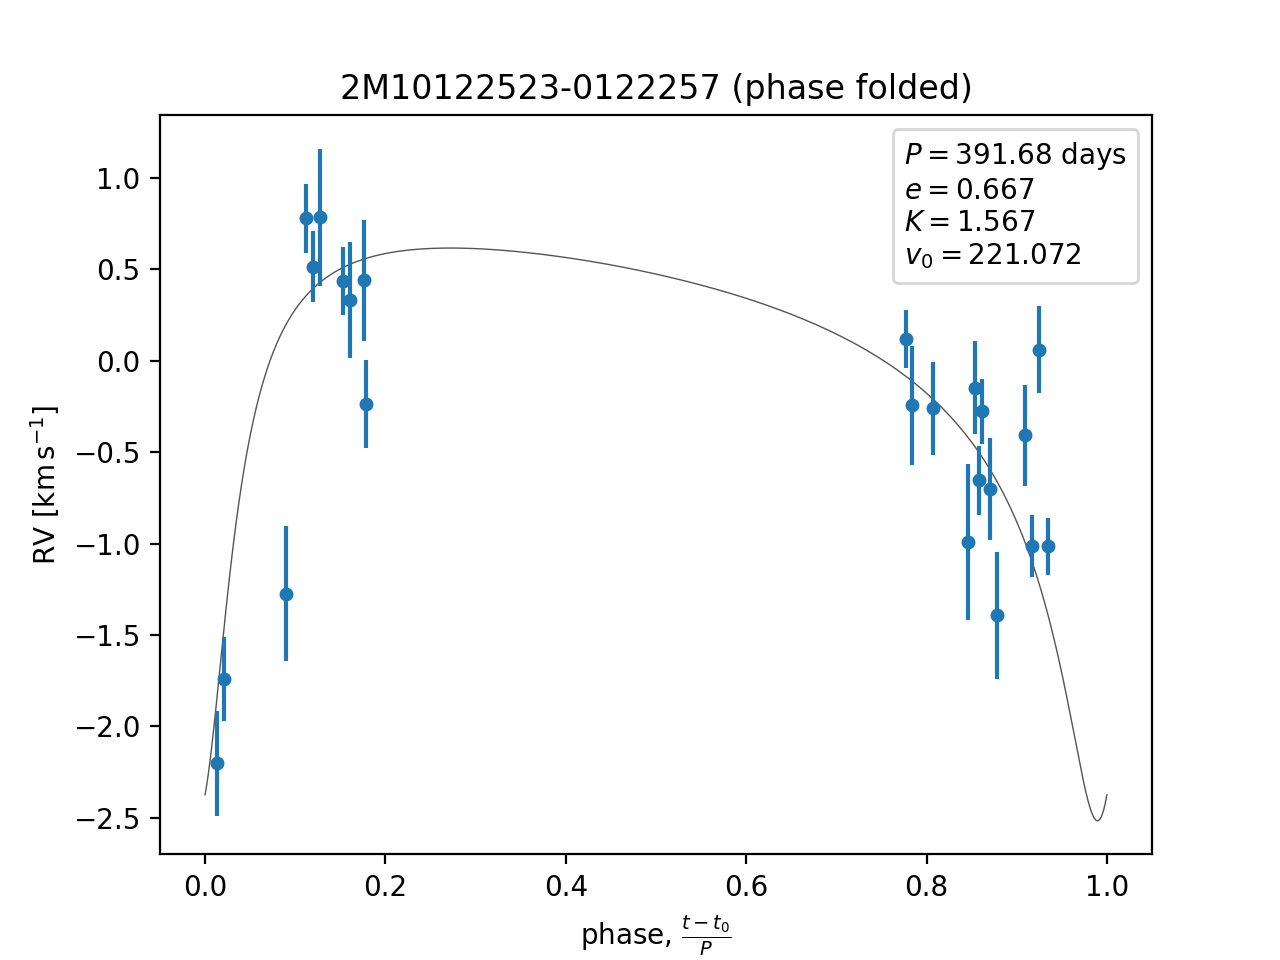 2M10122523-0122257 (phase folded)
P = 391.68 days
e = 0.667
K = 1.567
v₀ = 221.072
1.0
0.5
0.0
−0.5
−1.0
−1.5
−2.0
−2.5
RV [km s⁻¹]
0.0 0.2 0.4 0.6 0.8 1.0
phase, (t − t₀)/P